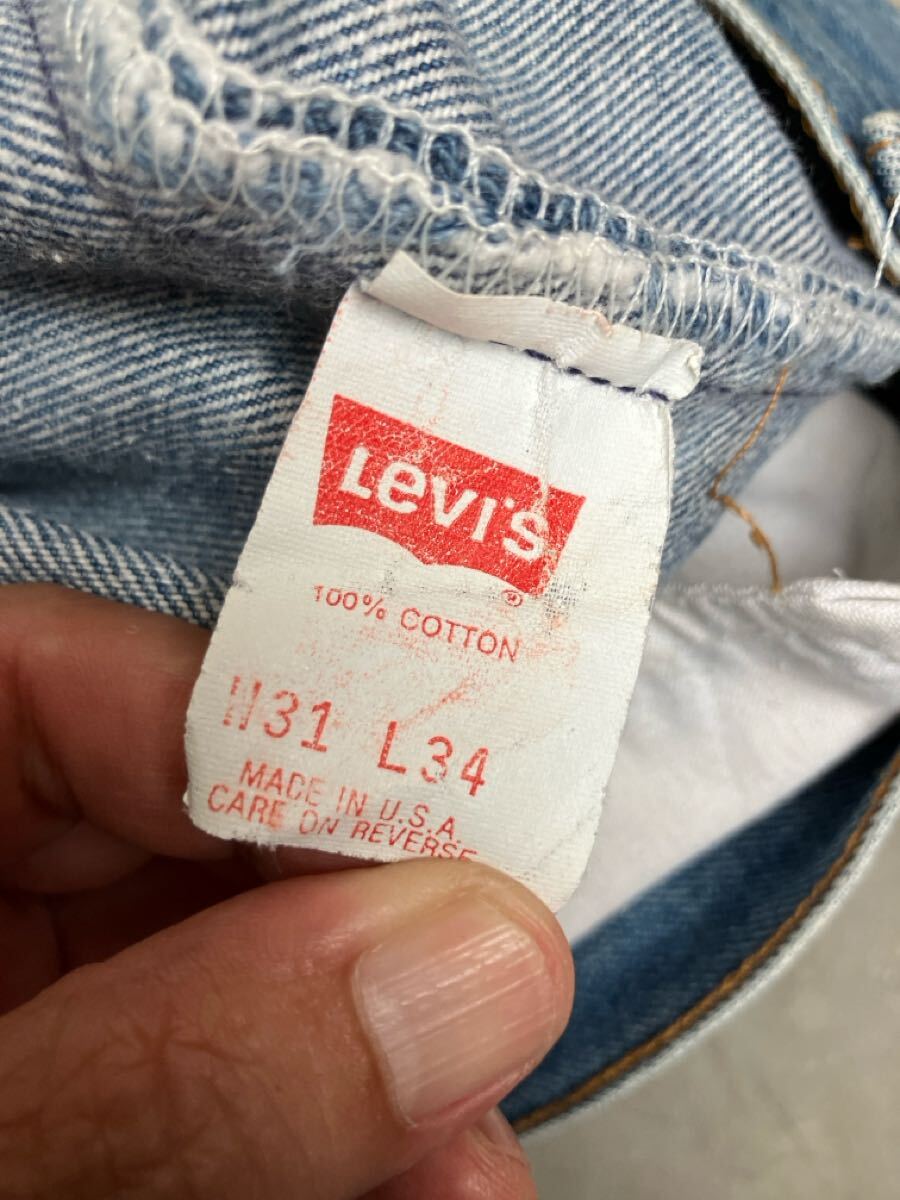 Levi's
®
100% COTTON
W31 L34
MADE IN U.S.A.
CARE ON REVERSE